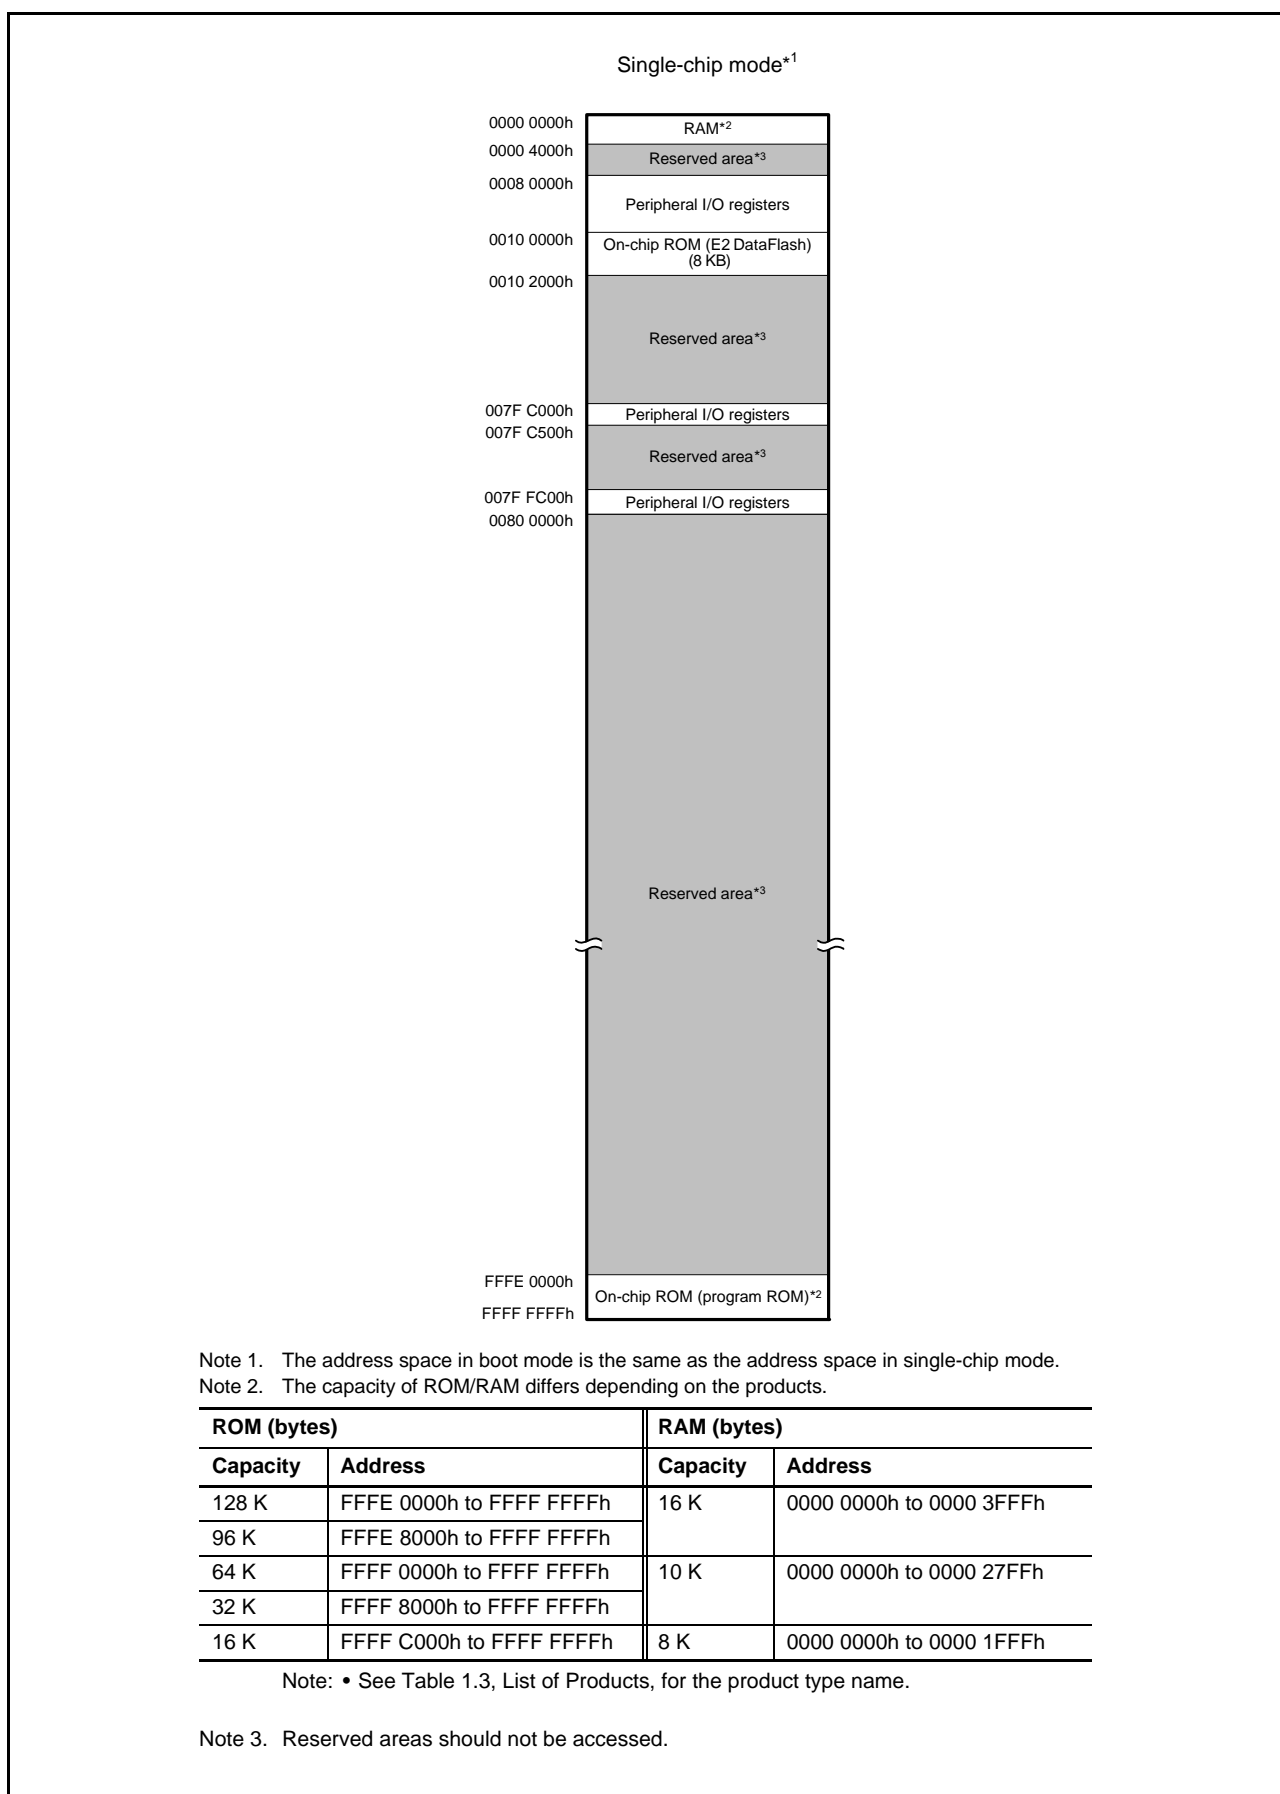 Single-chip mode*1
0000 0000h
RAM*2
0000 4000h
Reserved area*3
0008 0000h
Peripheral I/O registers
0010 0000h
On-chip ROM (E2 DataFlash)
(8 KB)
0010 2000h
Reserved area*3
007F C000h
Peripheral I/O registers
007F C500h
Reserved area*3
007F FC00h
Peripheral I/O registers
0080 0000h
Reserved area*3
FFFE 0000h
On-chip ROM (program ROM)*2
FFFF FFFFh
Note 1. The address space in boot mode is the same as the address space in single-chip mode.
Note 2. The capacity of ROM/RAM differs depending on the products.
ROM (bytes) RAM (bytes)
Capacity Address Capacity Address
128 K FFFE 0000h to FFFF FFFFh 16 K 0000 0000h to 0000 3FFFh
96 K FFFE 8000h to FFFF FFFFh
64 K FFFF 0000h to FFFF FFFFh 10 K 0000 0000h to 0000 27FFh
32 K FFFF 8000h to FFFF FFFFh
16 K FFFF C000h to FFFF FFFFh 8 K 0000 0000h to 0000 1FFFh
Note: • See Table 1.3, List of Products, for the product type name.
Note 3. Reserved areas should not be accessed.